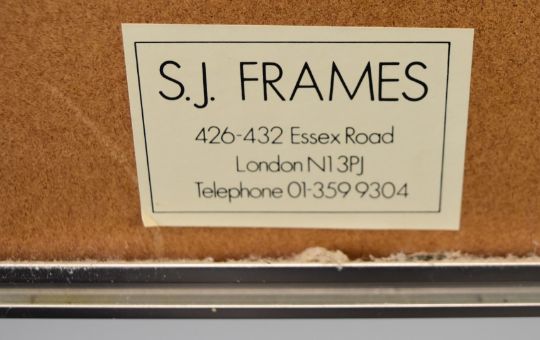 S.J. FRAMES
426-432 Essex Road
London N1 3PJ
Telephone 01-359 9304